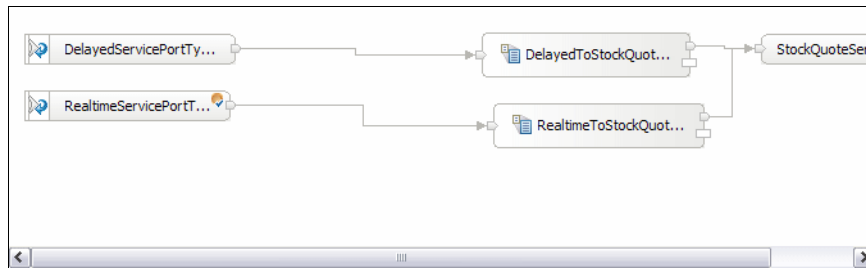 DelayedServicePortTy...
DelayedToStockQuot...
StockQuoteSer
RealtimeServicePortT...
RealtimeToStockQuot...